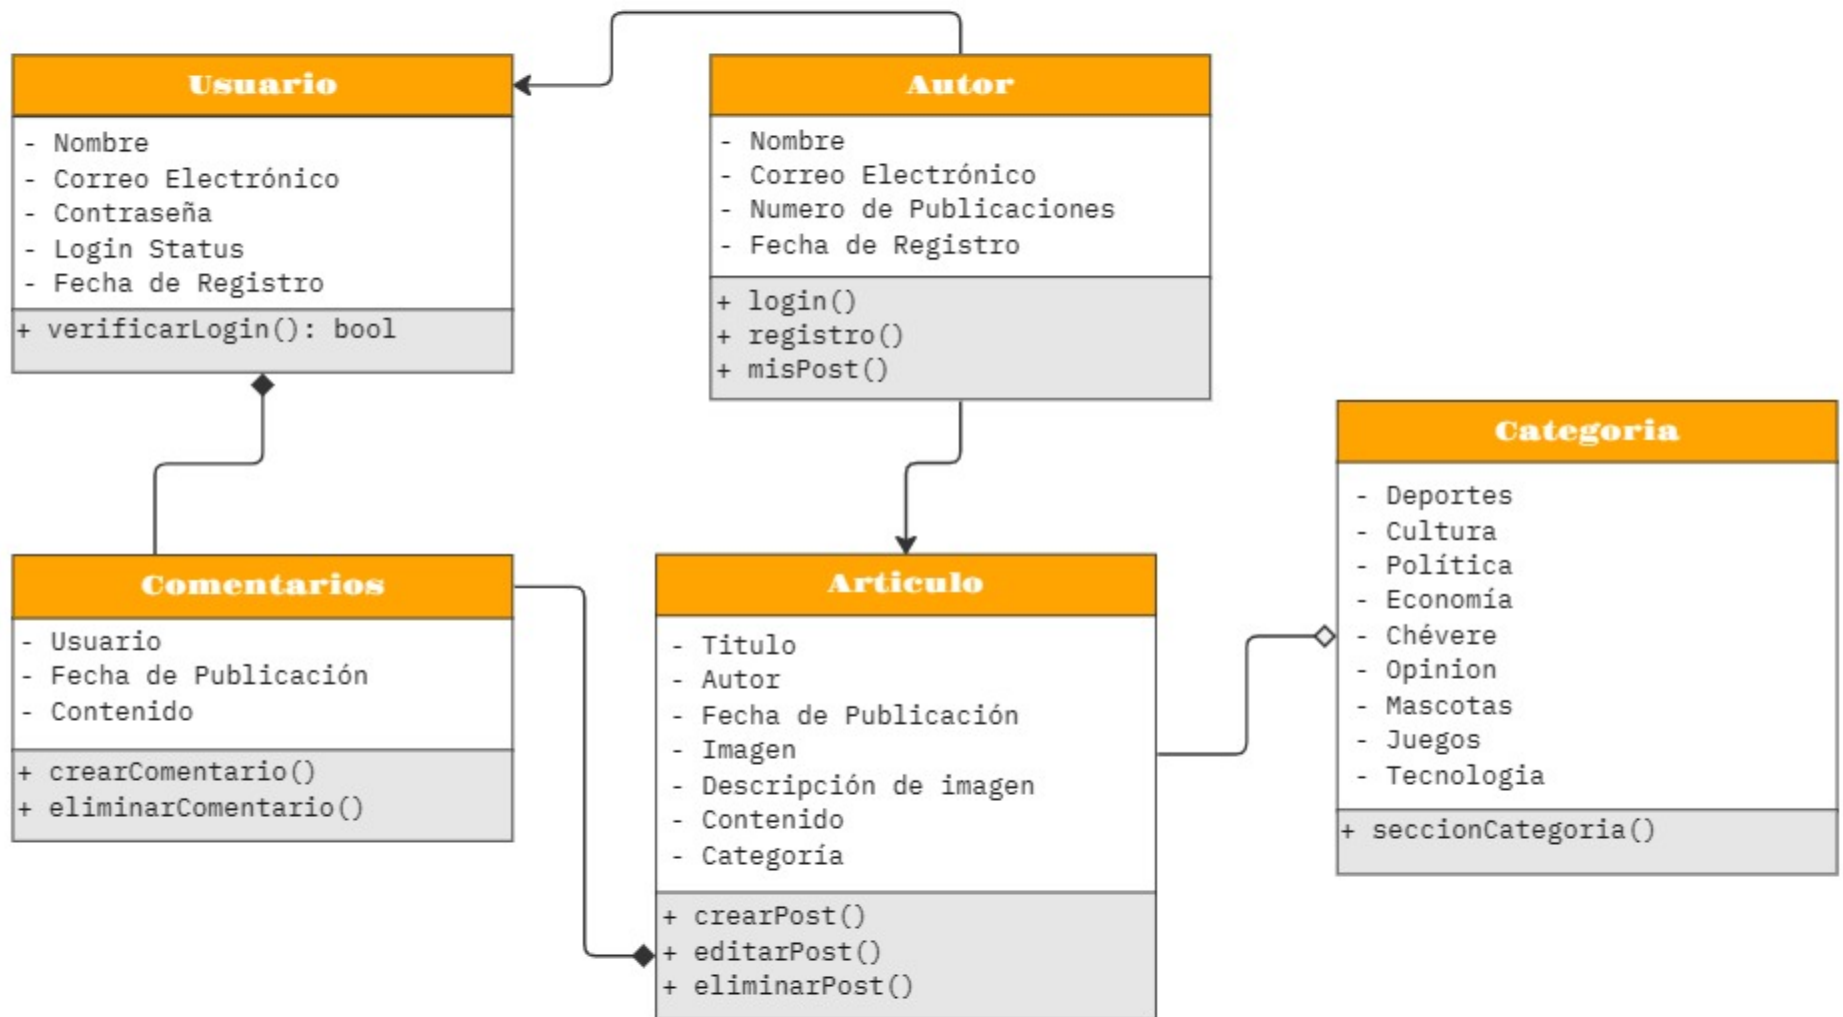 Usuario
- Nombre
- Correo Electrónico
- Contraseña
- Login Status
- Fecha de Registro
+ verificarLogin(): bool
Autor
- Nombre
- Correo Electrónico
- Numero de Publicaciones
- Fecha de Registro
+ login()
+ registro()
+ misPost()
Categoria
- Deportes
- Cultura
- Política
- Economía
- Chévere
- Opinion
- Mascotas
- Juegos
- Tecnologia
+ seccionCategoria()
Comentarios
- Usuario
- Fecha de Publicación
- Contenido
+ crearComentario()
+ eliminarComentario()
Articulo
- Titulo
- Autor
- Fecha de Publicación
- Imagen
- Descripción de imagen
- Contenido
- Categoría
+ crearPost()
+ editarPost()
+ eliminarPost()